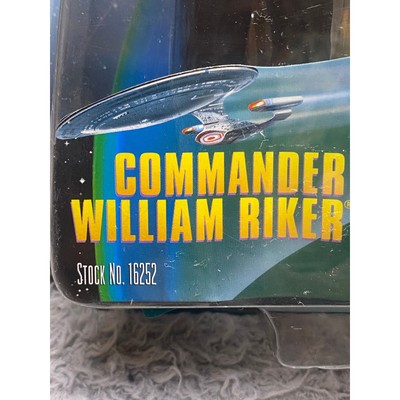 COMMANDER
WILLIAM RIKER®
STOCK NO. 16252